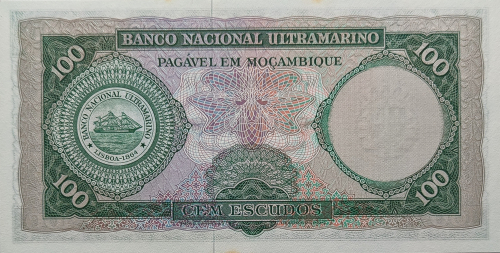 BANCO NACIONAL ULTRAMARINO
PAGÁVEL EM MOÇAMBIQUE
100
100
BANCO NACIONAL ULTRAMARINO
LISBOA-1864
100
100
CEM ESCUDOS